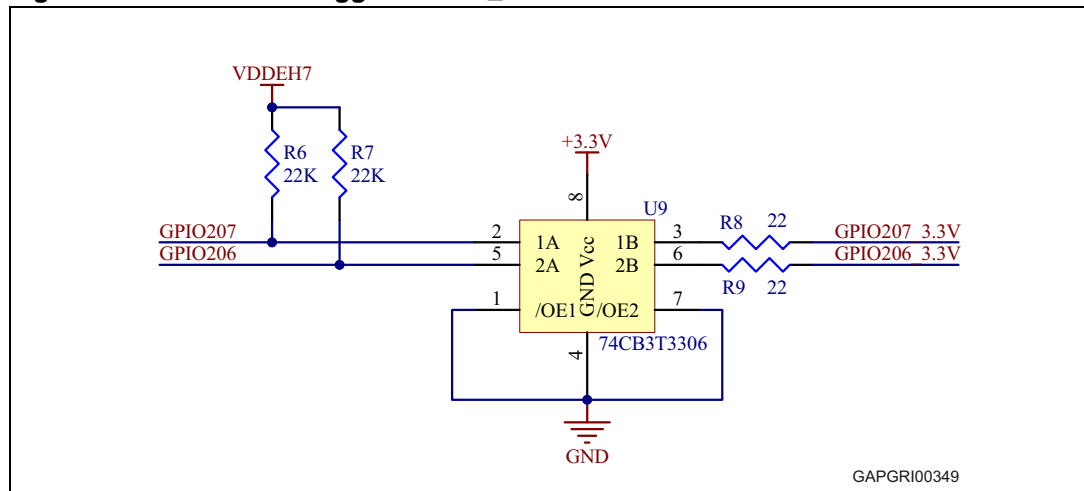 gg
_
VDDEH7
R6
22K
R7
22K
+3.3V
8
U9
GPIO207
2
1A
1B
3
R8
22
GPIO207_3.3V
GPIO206
5
2A
2B
6
GPIO206_3.3V
R9
22
GND Vcc
1
/OE1
/OE2
7
4
74CB3T3306
GND
GAPGRI00349